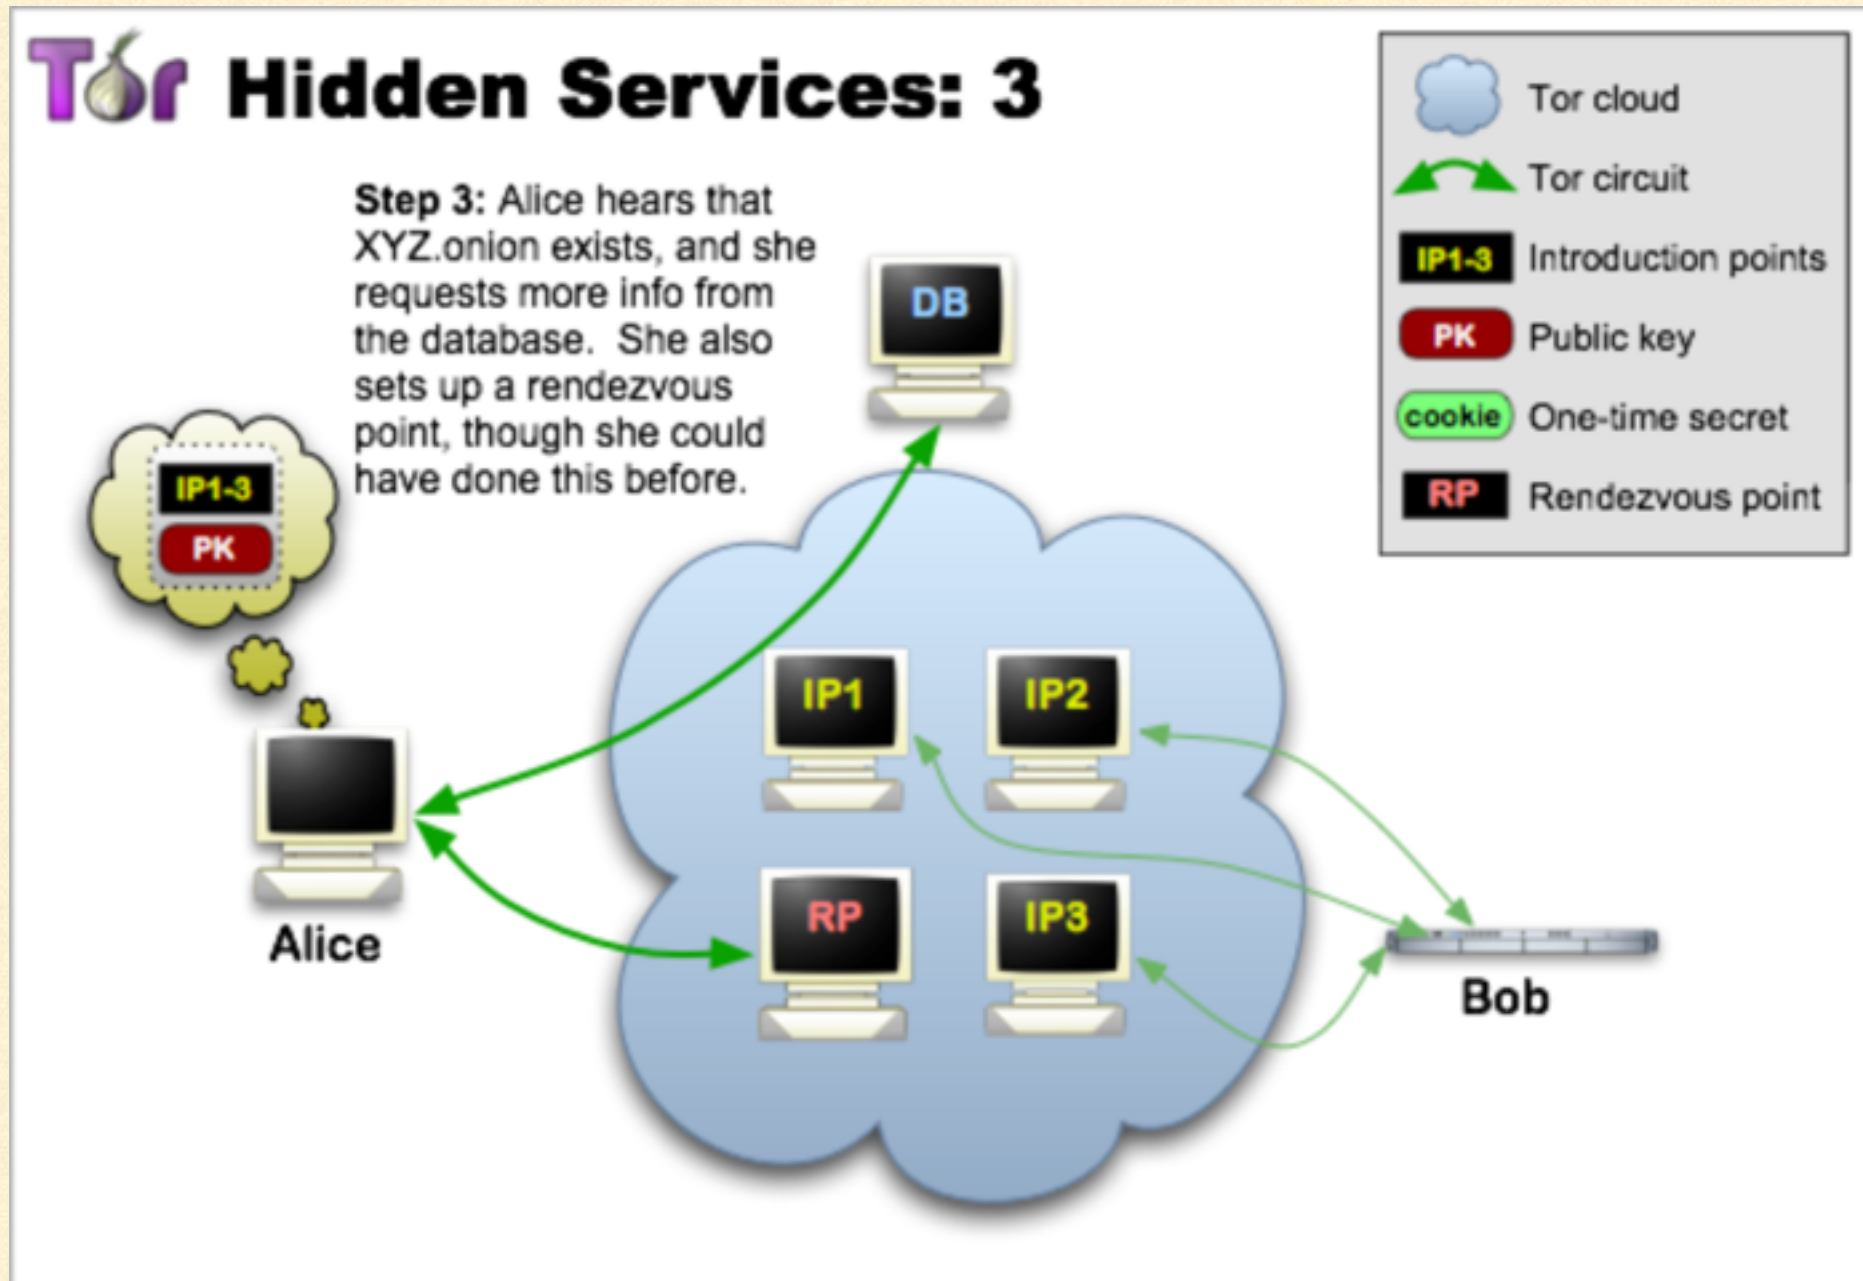 Tor Hidden Services: 3
Step 3: Alice hears that
XYZ.onion exists, and she
requests more info from
the database. She also
sets up a rendezvous
point, though she could
have done this before.
Tor cloud
Tor circuit
IP1-3 Introduction points
PK Public key
cookie One-time secret
RP Rendezvous point
DB
IP1-3
PK
IP1
IP2
RP
IP3
Alice
Bob